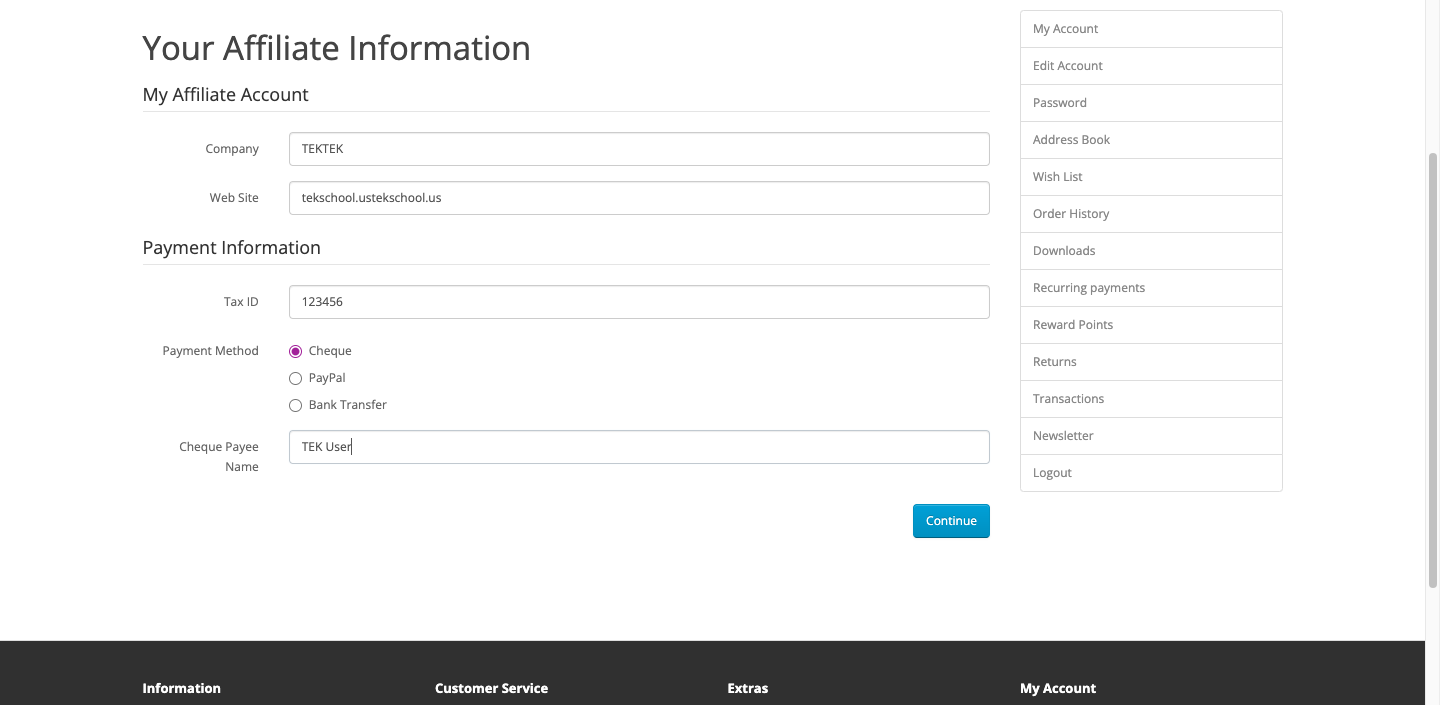 Your Affiliate Information
My Affiliate Account
Company
TEKTEK
Web Site
tekschool.ustekschool.us
Payment Information
Tax ID
123456
Payment Method
Cheque
PayPal
Bank Transfer
Cheque Payee
Name
TEK User
Continue
My Account
Edit Account
Password
Address Book
Wish List
Order History
Downloads
Recurring payments
Reward Points
Returns
Transactions
Newsletter
Logout
Information
Customer Service
Extras
My Account